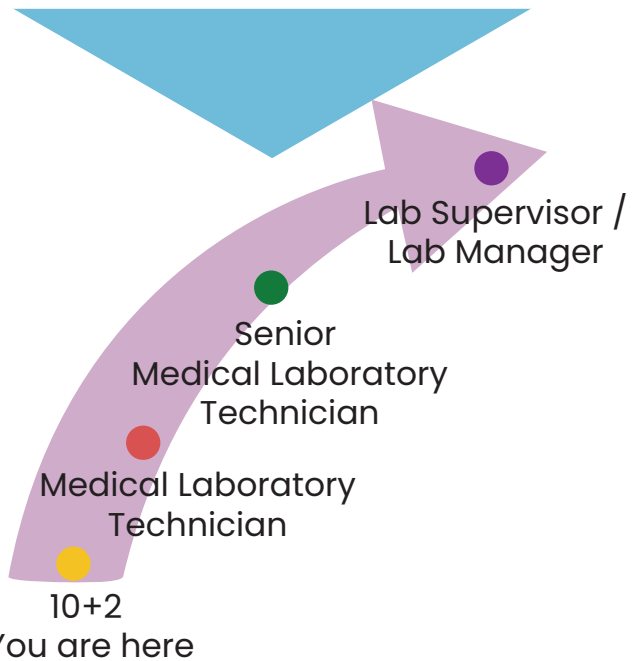 Lab Supervisor /
Lab Manager
Senior
Medical Laboratory
Technician
Medical Laboratory
Technician
10+2
You are here